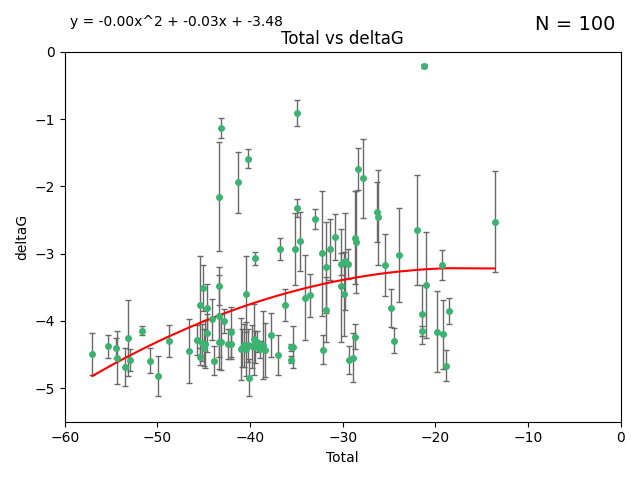 y = -0.00x^2 + -0.03x + -3.48
N = 100
Total vs deltaG
0
−1
−2
−3
−4
−5
deltaG
−60 −50 −40 −30 −20 −10 0
Total